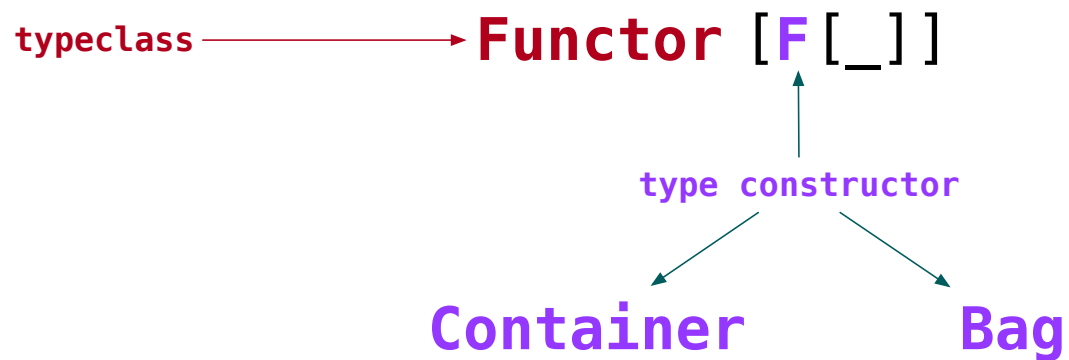 typeclass Functor [F[_]]
type constructor
Container Bag